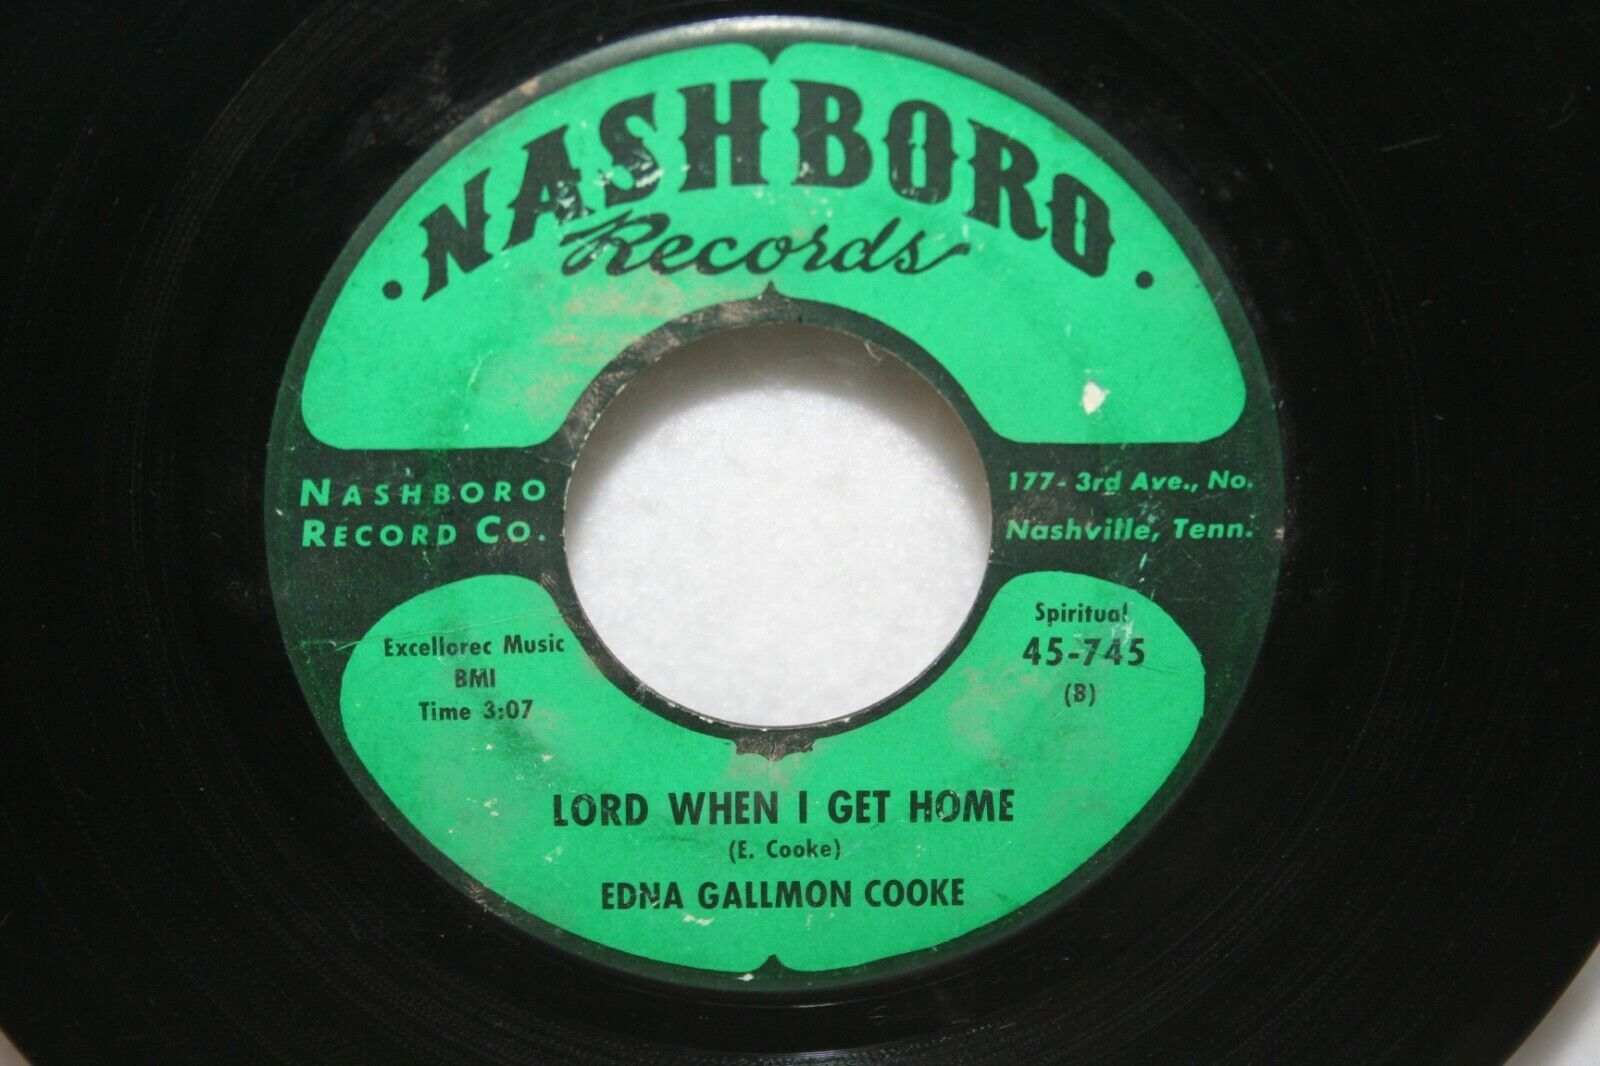 • NASHBORO •
Records
NASHBORO
RECORD CO.
177- 3rd Ave., No.
Nashville, Tenn.
Excellorec Music
BMI
Time 3:07
Spiritual
45-745
(B)
LORD WHEN I GET HOME
(E. Cooke)
EDNA GALLMON COOKE